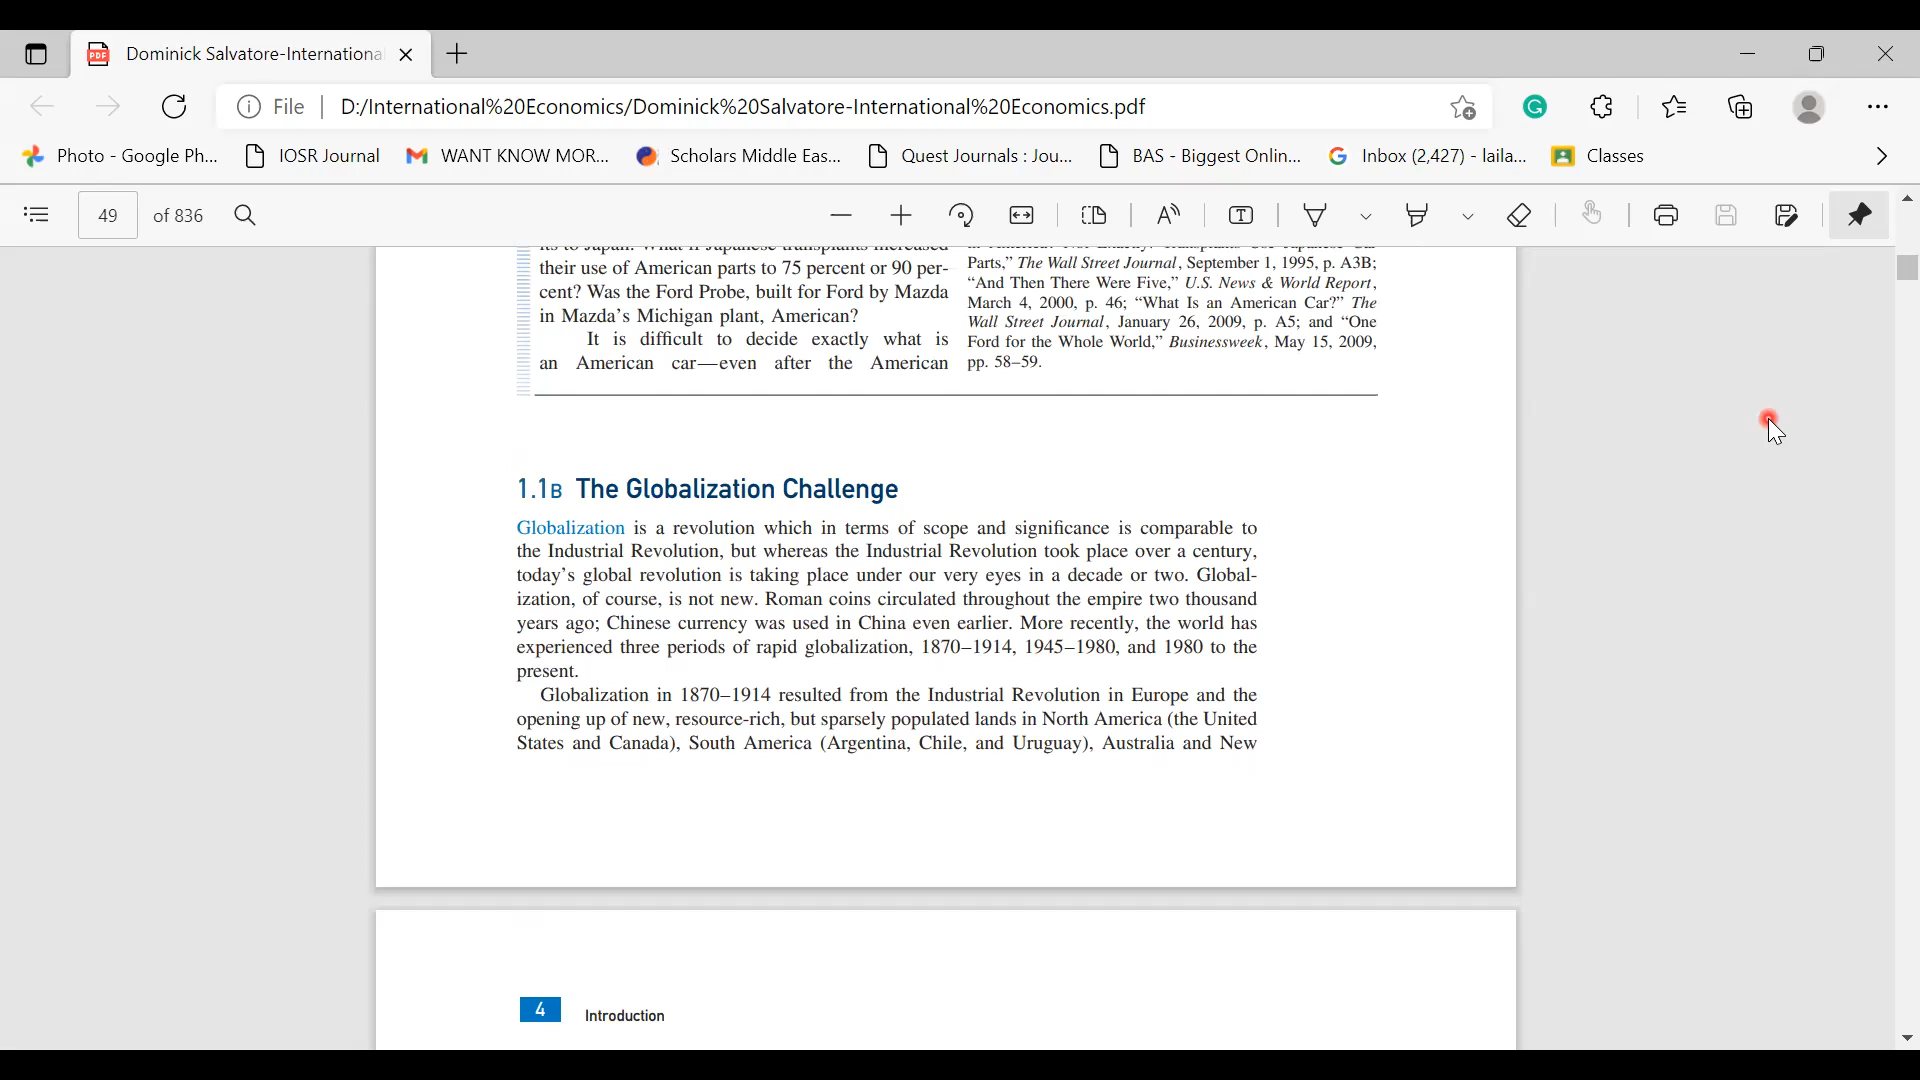 Dominick Salvatore-Internationa
File
D:/International%20Economics/Dominick%20Salvatore-International%20Economics.pdf
Photo - Google Ph...
IOSR Journal
WANT KNOW MOR...
Scholars Middle Eas...
Quest Journals : Jou...
BAS - Biggest Onlin...
Inbox (2,427) - laila...
Classes
49 of 836
their use of American parts to 75 percent or 90 per-
cent? Was the Ford Probe, built for Ford by Mazda
in Mazda’s Michigan plant, American?
It is difficult to decide exactly what is
an American car—even after the American
Parts,” The Wall Street Journal, September 1, 1995, p. A3B;
“And Then There Were Five,” U.S. News & World Report,
March 4, 2000, p. 46; “What Is an American Car?” The
Wall Street Journal, January 26, 2009, p. A5; and “One
Ford for the Whole World,” Businessweek, May 15, 2009,
pp. 58–59.
1.1B The Globalization Challenge
Globalization is a revolution which in terms of scope and significance is comparable to
the Industrial Revolution, but whereas the Industrial Revolution took place over a century,
today’s global revolution is taking place under our very eyes in a decade or two. Global-
ization, of course, is not new. Roman coins circulated throughout the empire two thousand
years ago; Chinese currency was used in China even earlier. More recently, the world has
experienced three periods of rapid globalization, 1870–1914, 1945–1980, and 1980 to the
present.
Globalization in 1870–1914 resulted from the Industrial Revolution in Europe and the
opening up of new, resource-rich, but sparsely populated lands in North America (the United
States and Canada), South America (Argentina, Chile, and Uruguay), Australia and New
4 Introduction